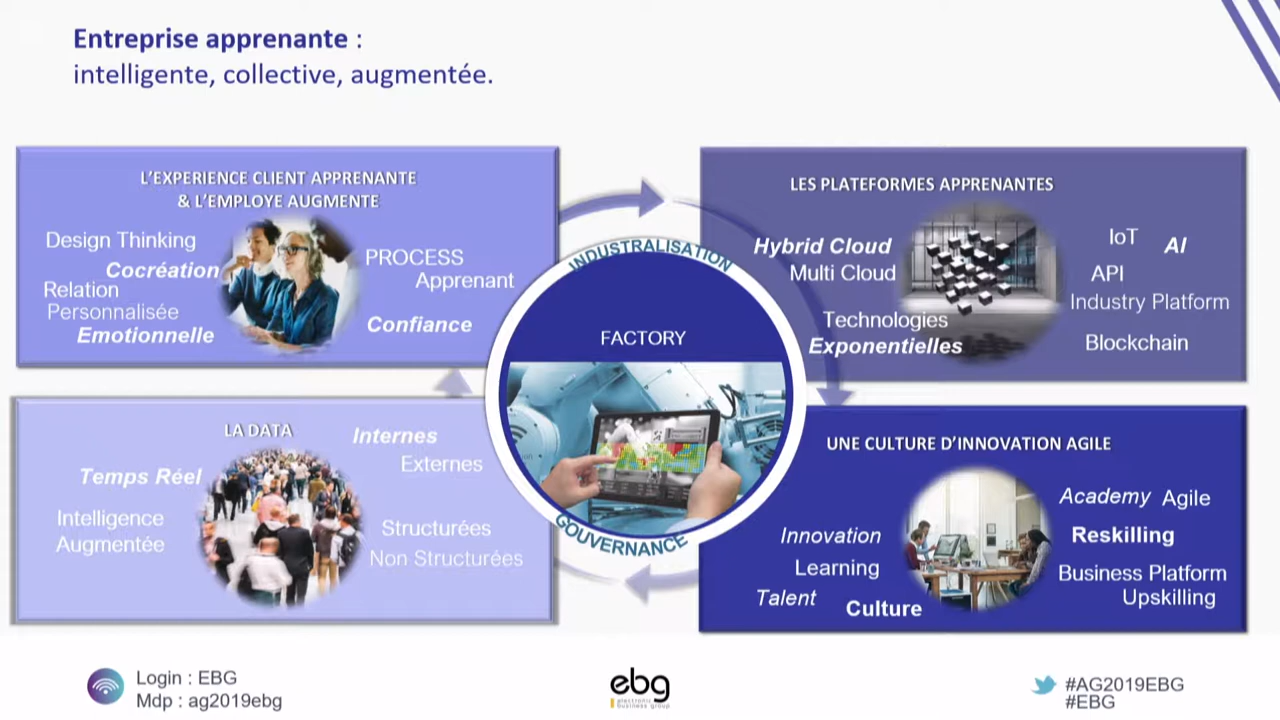 Entreprise apprenante :
intelligente, collective, augmentée.
L'EXPERIENCE CLIENT APPRENANTE
& L'EMPLOYE AUGMENTE
Design Thinking
Cocréation
Relation
Personnalisée
Emotionnelle
PROCESS
Apprenant
Confiance
LES PLATEFORMES APPRENANTES
Hybrid Cloud
Multi Cloud
Technologies
Exponentielles
IoT
AI
API
Industry Platform
Blockchain
INDUSTRALISATION
FACTORY
GOUVERNANCE
LA DATA
Temps Réel
Intelligence
Augmentée
Internes
Externes
Structurées
Non Structurées
UNE CULTURE D'INNOVATION AGILE
Innovation
Learning
Talent
Culture
Academy Agile
Reskilling
Business Platform
Upskilling
Login : EBG
Mdp : ag2019ebg
ebg
electronic
business group
#AG2019EBG
#EBG